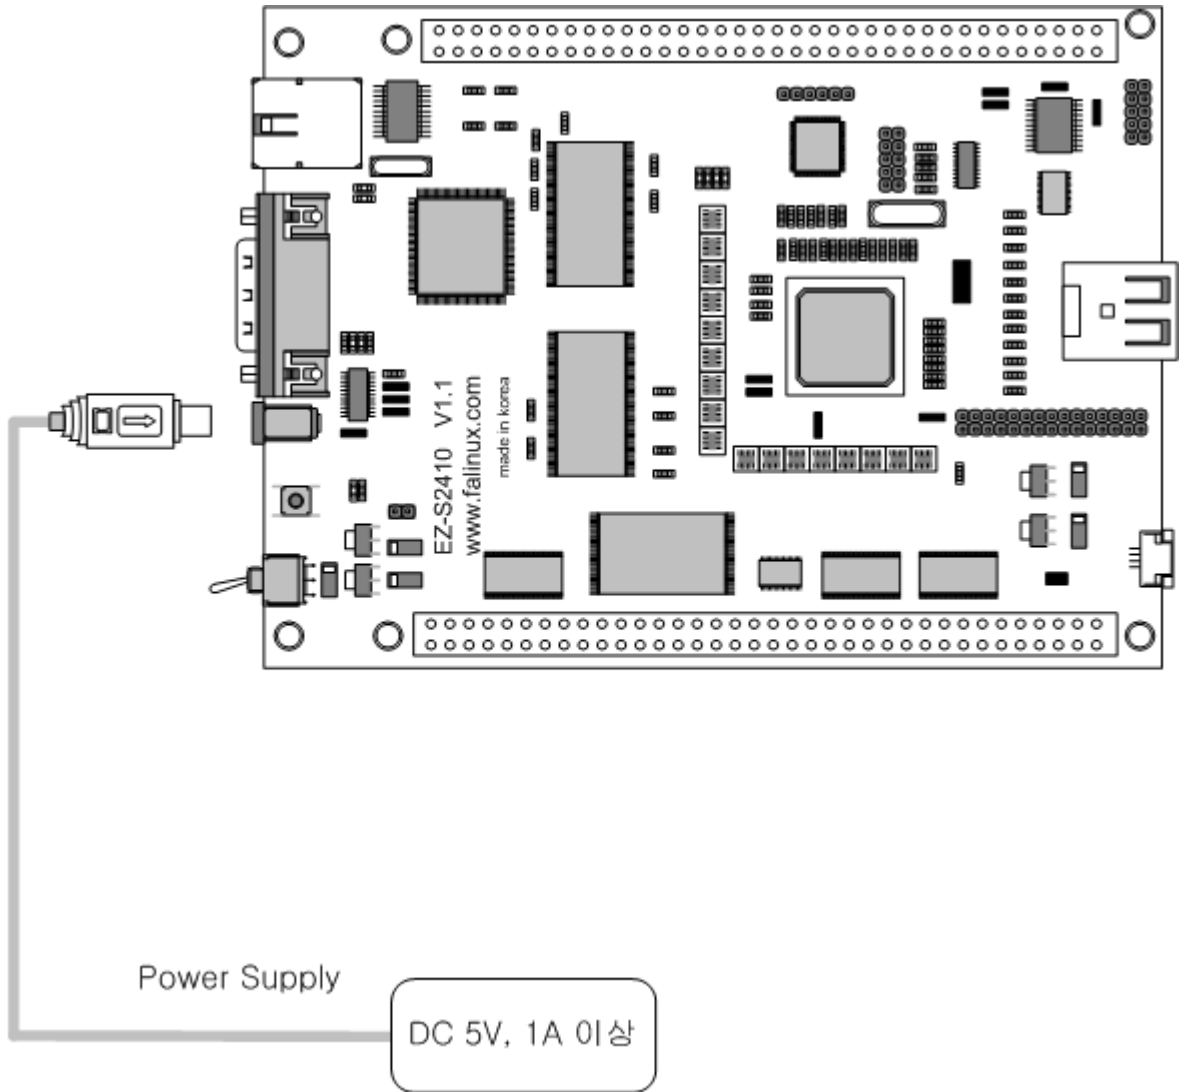 EZ-S2410 V1.1
www.falinux.com
made in korea
Power Supply
DC 5V, 1A 이상